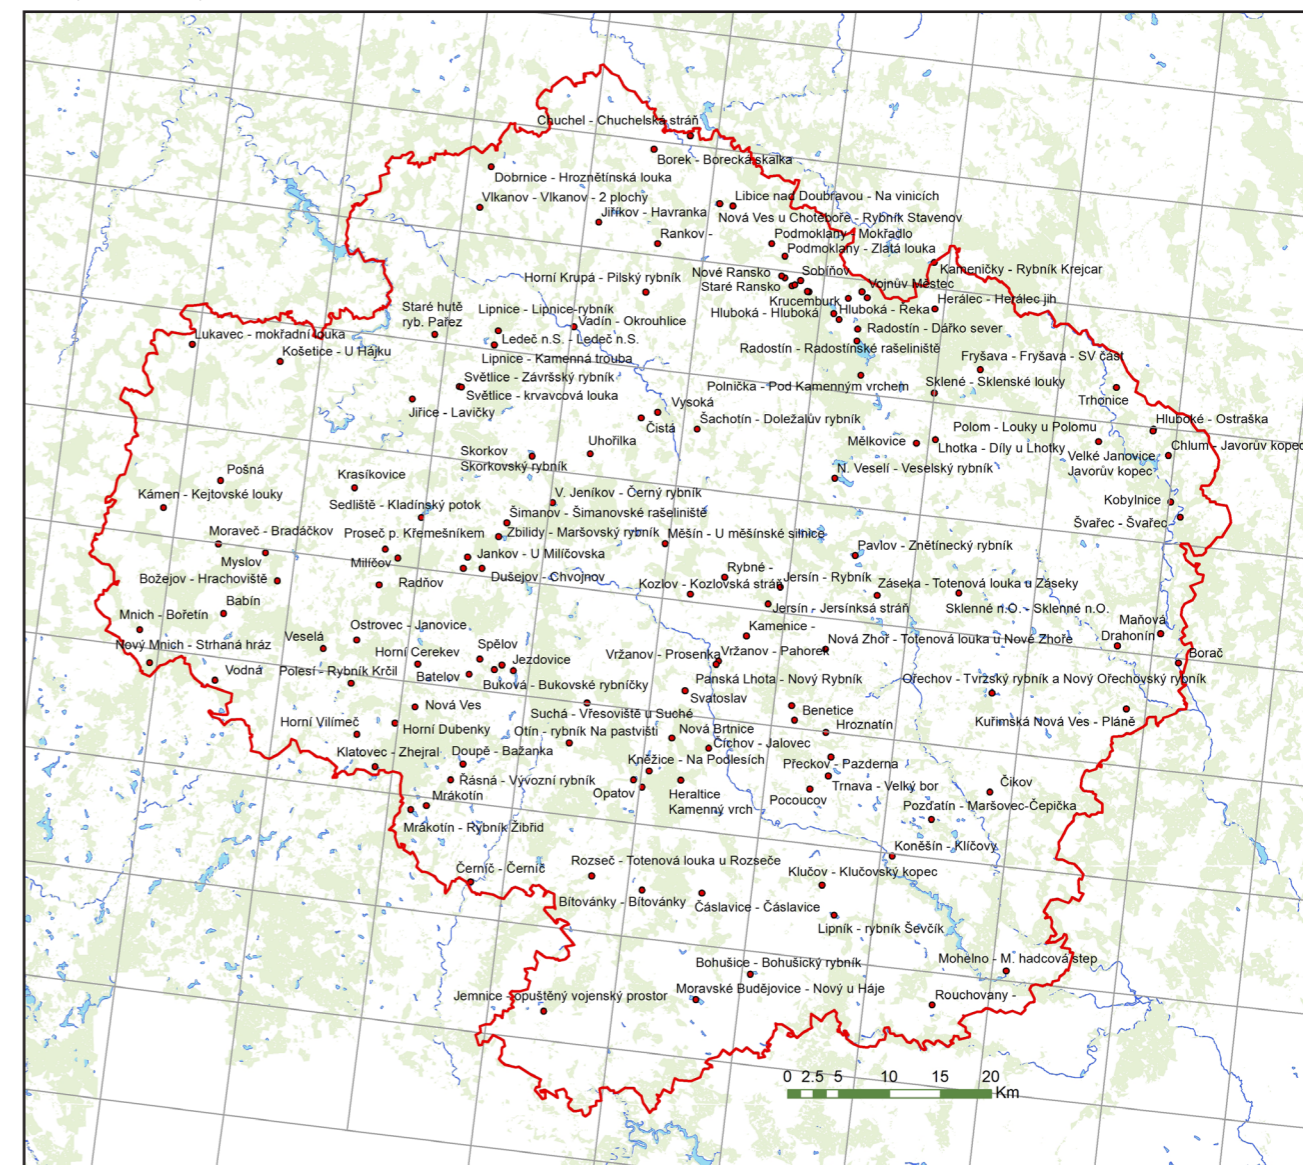 Chuchel - Chuchelská stráň
Borek - Borecká skalka
Dobrnice - Hroznětínská louka
Vlkanov - Vlkanov - 2 plochy
Libice nad Doubravou - Na vinicích
Jiříkov - Havranka
Nová Ves u Chotěboře - Rybník Stavenov
Rankov -
Podmoklany - Mokřadlo
Podmoklany - Zlatá louka
Kameničky - Rybník Krejcar
Horní Krupá - Pilský rybník
Nové Ransko
Sobíňov
Staré Ransko
Vojnův Městec
Krucemburk
Herálec - Herálec jih
Staré hutě
ryb. Pařez
Lipnice - Lipnice-rybník
Hluboká - Hluboká
Hluboká - Řeka
Vadín - Okrouhlice
Radostín - Dářko sever
Lukavec - mokřadní louka
Ledeč n.S. - Ledeč n.S.
Radostín - Radostínské rašeliniště
Košetice - U Hájku
Lipnice - Kamenná trouba
Fryšava - Fryšava - SV část
Světlice - Závršský rybník
Polnička - Pod Kamenným vrchem
Sklené - Sklenské louky
Světlice - krvavcová louka
Trhonice
Jiřice - Lavičky
Vysoká
Čistá
Šachotín - Doležalův rybník
Hluboké - Ostraška
Polom - Louky u Polomu
Uhořilka
Mělkovice
Lhotka - Díly u Lhotky
Chlum - Javorův kopec
Skorkov
Skorkovský rybník
Velké Janovice -
Javorův kopec
Pošná
Krasíkovice
N. Veselí - Veselský rybník
Kámen - Kejtovské louky
Sedliště - Kladínský potok
V. Jeníkov - Černý rybník
Kobylnice
Šimanov - Šimanovské rašeliniště
Švařec - Švařec
Moraveč - Bradáčkov
Proseč p. Křemešníkem
Zbilidy - Maršovský rybník
Měšín - U měšínské silnice
Pavlov - Znětínecký rybník
Myslov
Milíčov
Jankov - U Milíčovska
Božejov - Hrachoviště
Radňov
Dušejov - Chvojnov
Rybné -
Kozlov - Kozlovská stráň
Jersín - Rybník
Záseka - Totenová louka u Záseky
Babín
Jersín - Jersínksa stráň
Sklenné n.O. - Sklenné n.O.
Mnich - Bořetín
Ostrovec - Janovice
Kamenice -
Maňová
Drahonín
Veselá
Nová Zhoř - Totenová louka u Nové Zhoře
Nový Mnich - Strhaná hráz
Horní Cerekev
Spělov
Jezdovice
Vržanov - Prosenka
Vržanov - Pahorek
Borač
Vodná
Polesí - Rybník Krčil
Batelov
Buková - Bukovské rybníčky
Panská Lhota - Nový Rybník
Ořechov - Tvržský rybník a Nový Ořechovský rybník
Svatoslav
Nová Ves
Suchá - Vřesoviště u Suché
Benetice
Kuřimská Nová Ves - Pláně
Horní Vilímeč
Horní Dubenky
Otín - rybník Na pastvišti
Nová Brtnice
Hroznatín
Klatovec - Zhejral
Doupě - Bažanka
Číchov - Jalovec
Kněžice - Na Podlesích
Přeckov - Pazderna
Řásná - Vývozní rybník
Opatov
Heraltice
Kamenný vrch
Trnava - Velký bor
Čikov
Mrákotín
Pocoucov
Pozdatín - Maršovec-Čepička
Mrákotín - Rybník Žibřid
Koněšín - Klíčovy
Černíč - Černíč
Rozseč - Totenová louka u Rozseče
Klučov - Klučovský kopec
Bítovánky - Bítovánky
Čáslavice - Čáslavice
Lipník - rybník Ševčík
Bohušice - Bohušický rybník
Mohelno - M. hadcová step
Jemnice - opuštěný vojenský prostor
Moravské Budějovice - Nový u Háje
Rouchovany -
0 2.5 5 10 15 20
Km